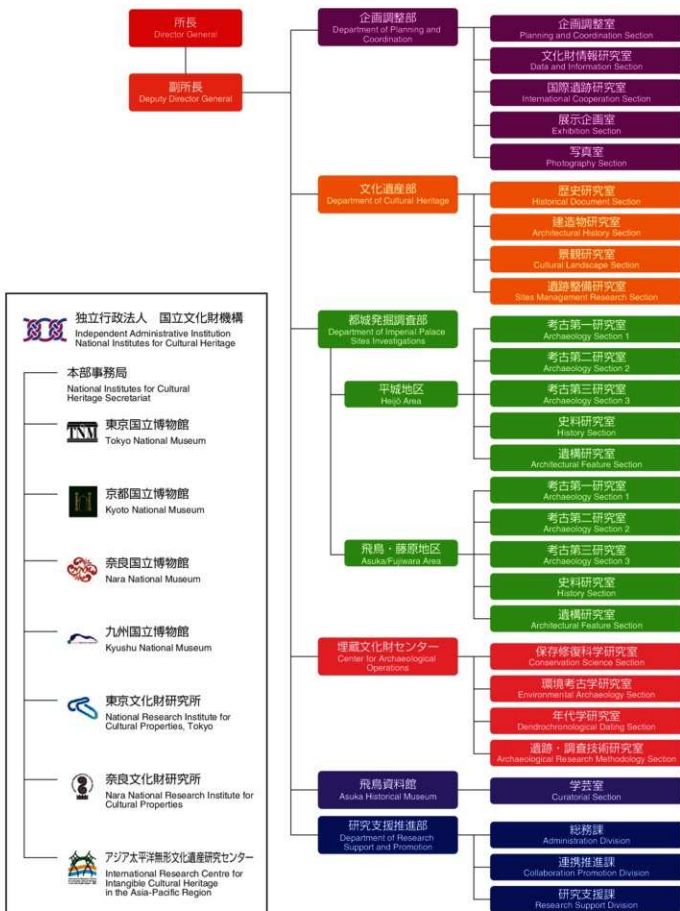 所長
Director General
副所長
Deputy Director General
企画調整部
Department of Planning and
Coordination
企画調整室
Planning and Coordination Section
文化財情報研究室
Data and Information Section
国際遺跡研究室
International Cooperation Section
展示企画室
Exhibition Section
写真室
Photography Section
文化遺産部
Department of Cultural Heritage
歴史研究室
Historical Document Section
建造物研究室
Architectural History Section
景観研究室
Cultural Landscape Section
遺跡整備研究室
Sites Management Research Section
都城発掘調査部
Department of Imperial Palace
Sites Investigations
平城地区
Heijō Area
考古第一研究室
Archaeology Section 1
考古第二研究室
Archaeology Section 2
考古第三研究室
Archaeology Section 3
史料研究室
History Section
遺構研究室
Architectural Feature Section
飛鳥・藤原地区
Asuka/Fujiwara Area
考古第一研究室
Archaeology Section 1
考古第二研究室
Archaeology Section 2
考古第三研究室
Archaeology Section 3
史料研究室
History Section
遺構研究室
Architectural Feature Section
埋蔵文化財センター
Center for Archaeological
Operations
保存修復科学研究室
Conservation Science Section
環境考古学研究室
Environmental Archaeology Section
年代学研究室
Dendrochronological Dating Section
遺跡・調査技術研究室
Archaeological Research Methodology Section
飛鳥資料館
Asuka Historical Museum
学芸室
Curatorial Section
研究支援推進部
Department of Research
Support and Promotion
総務課
Administration Division
連携推進課
Collaboration Promotion Division
研究支援課
Research Support Division
独立行政法人 国立文化財機構
Independent Administrative Institution
National Institutes for Cultural Heritage
本部事務局
National Institutes for Cultural
Heritage Secretariat
TNM
東京国立博物館
Tokyo National Museum
京都国立博物館
Kyoto National Museum
奈良国立博物館
Nara National Museum
九州国立博物館
Kyushu National Museum
東京文化財研究所
National Research Institute for
Cultural Properties, Tokyo
奈良文化財研究所
Nara National Research Institute for
Cultural Properties
アジア太平洋無形文化遺産研究センター
International Research Centre for
Intangible Cultural Heritage
in the Asia-Pacific Region